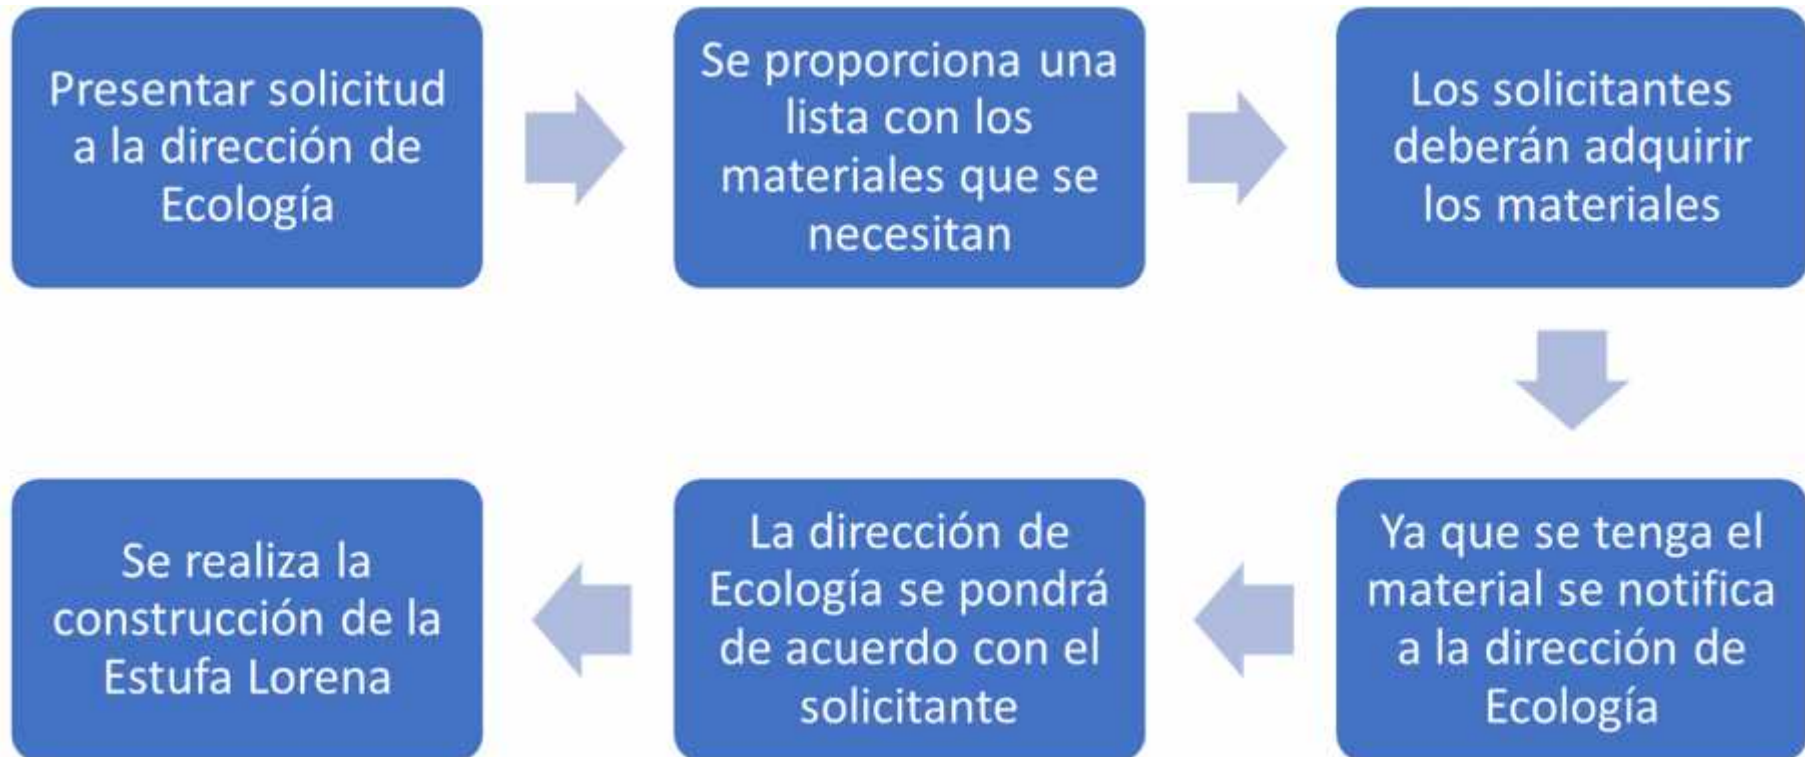 Presentar solicitud
a la dirección de
Ecología
Se proporciona una
lista con los
materiales que se
necesitan
Los solicitantes
deberán adquirir
los materiales
Ya que se tenga el
material se notifica
a la dirección de
Ecología
La dirección de
Ecología se pondrá
de acuerdo con el
solicitante
Se realiza la
construcción de la
Estufa Lorena